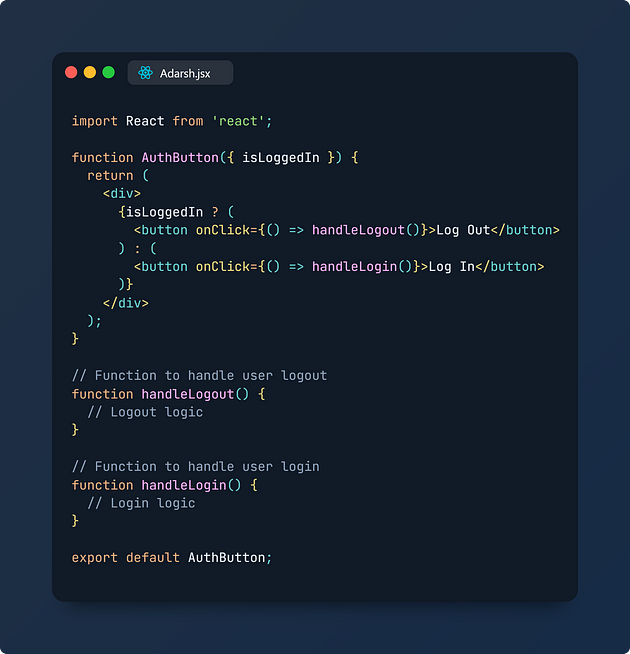 Adarsh.jsx
import React from 'react';
function AuthButton({ isLoggedIn }) {
  return (
    <div>
      {isLoggedIn ? (
        <button onClick={() => handleLogout()}>Log Out</button>
      ) : (
        <button onClick={() => handleLogin()}>Log In</button>
      )}
    </div>
  );
}
// Function to handle user logout
function handleLogout() {
  // Logout logic
}
// Function to handle user login
function handleLogin() {
  // Login logic
}
export default AuthButton;